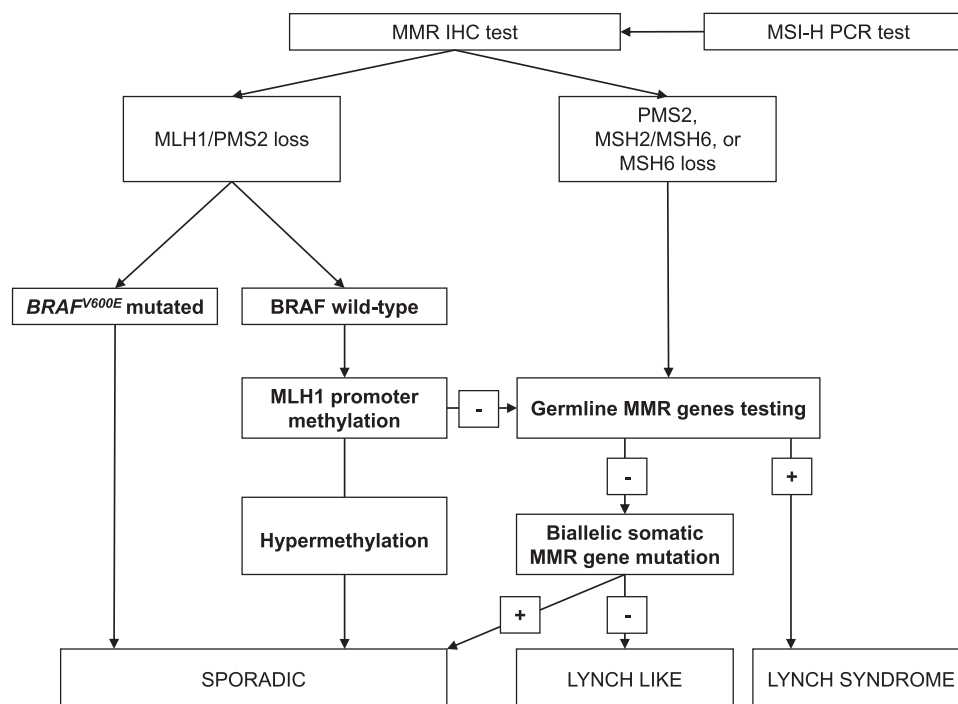 MMR IHC test
MSI-H PCR test
MLH1/PMS2 loss
PMS2,
MSH2/MSH6, or
MSH6 loss
BRAFV600E mutated
BRAF wild-type
MLH1 promoter
methylation
-
Germline MMR genes testing
-
+
Hypermethylation
Biallelic somatic
MMR gene mutation
+
-
SPORADIC
LYNCH LIKE
LYNCH SYNDROME